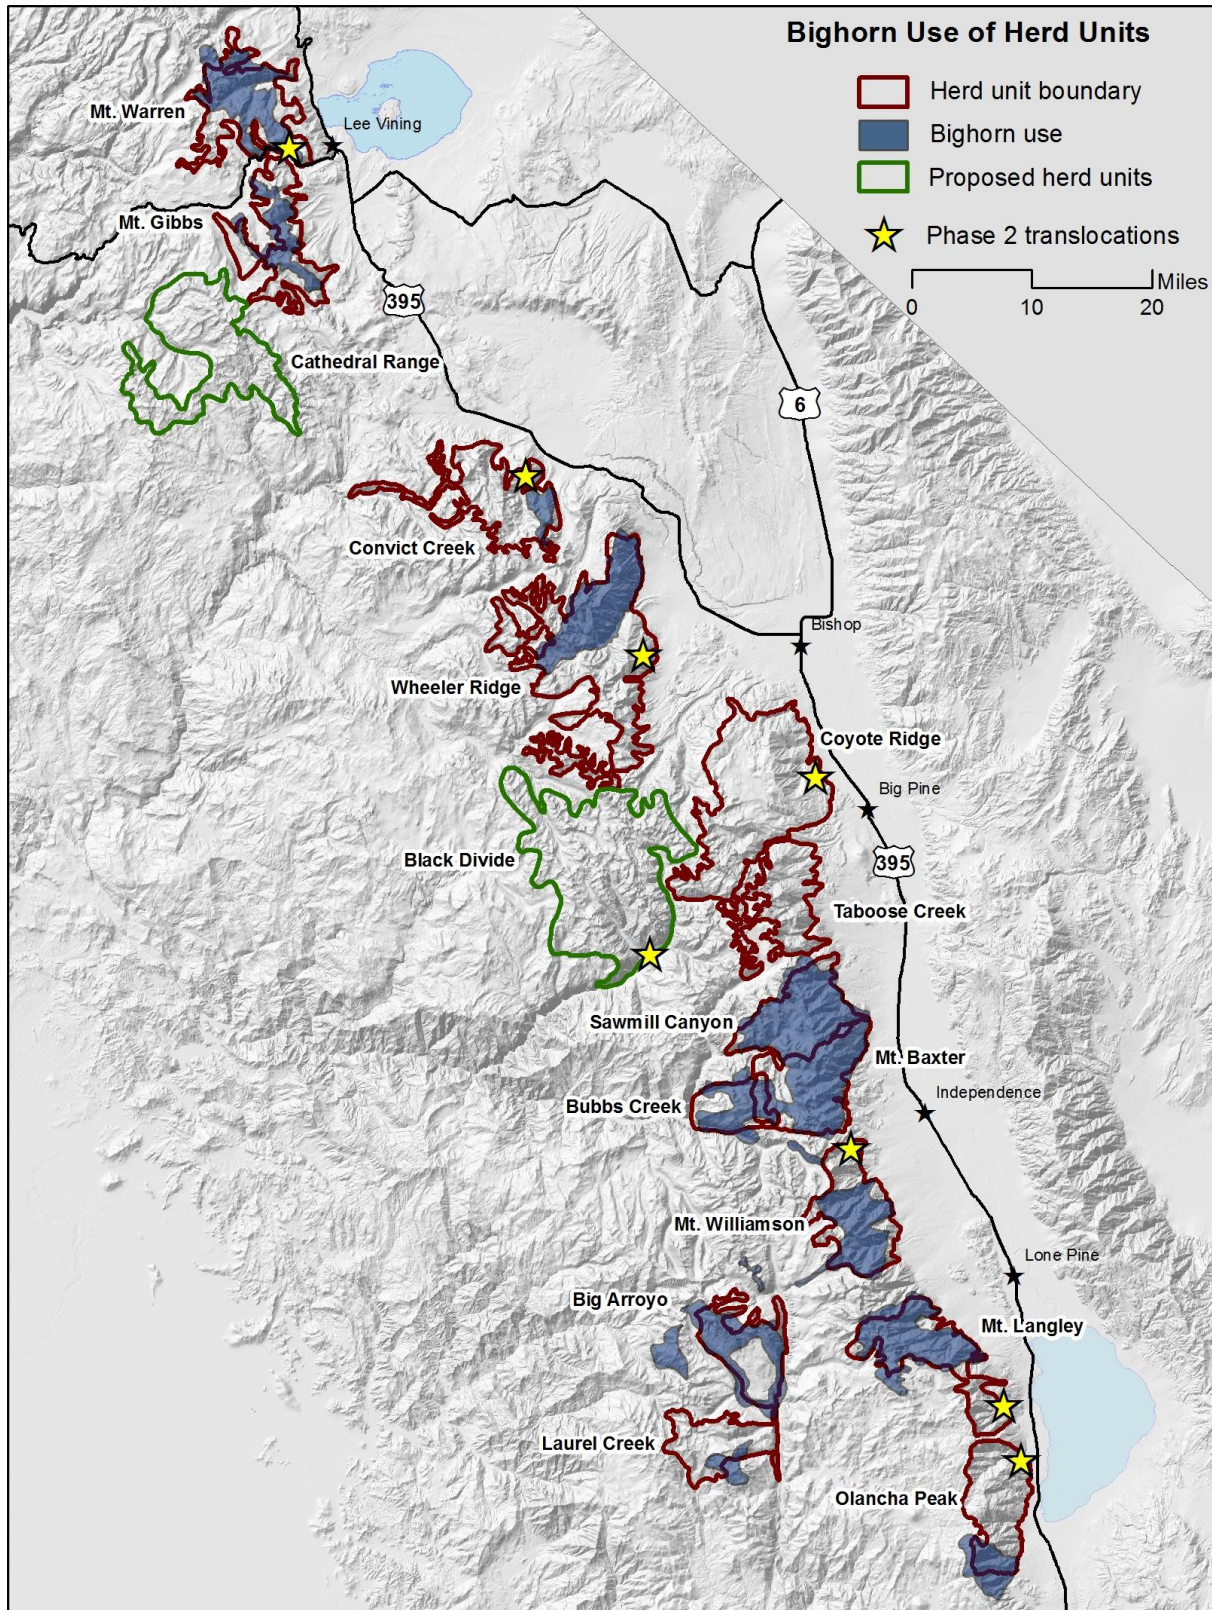 Bighorn Use of Herd Units
Herd unit boundary
Bighorn use
Proposed herd units
Phase 2 translocations
Miles
0 10 20
Mt. Warren
Lee Vining
Mt. Gibbs
395
Cathedral Range
6
Convict Creek
Bishop
Wheeler Ridge
Coyote Ridge
Big Pine
Black Divide
395
Taboose Creek
Sawmill Canyon
Mt. Baxter
Independence
Bubbs Creek
Mt. Williamson
Lone Pine
Big Arroyo
Mt. Langley
Laurel Creek
Olancha Peak